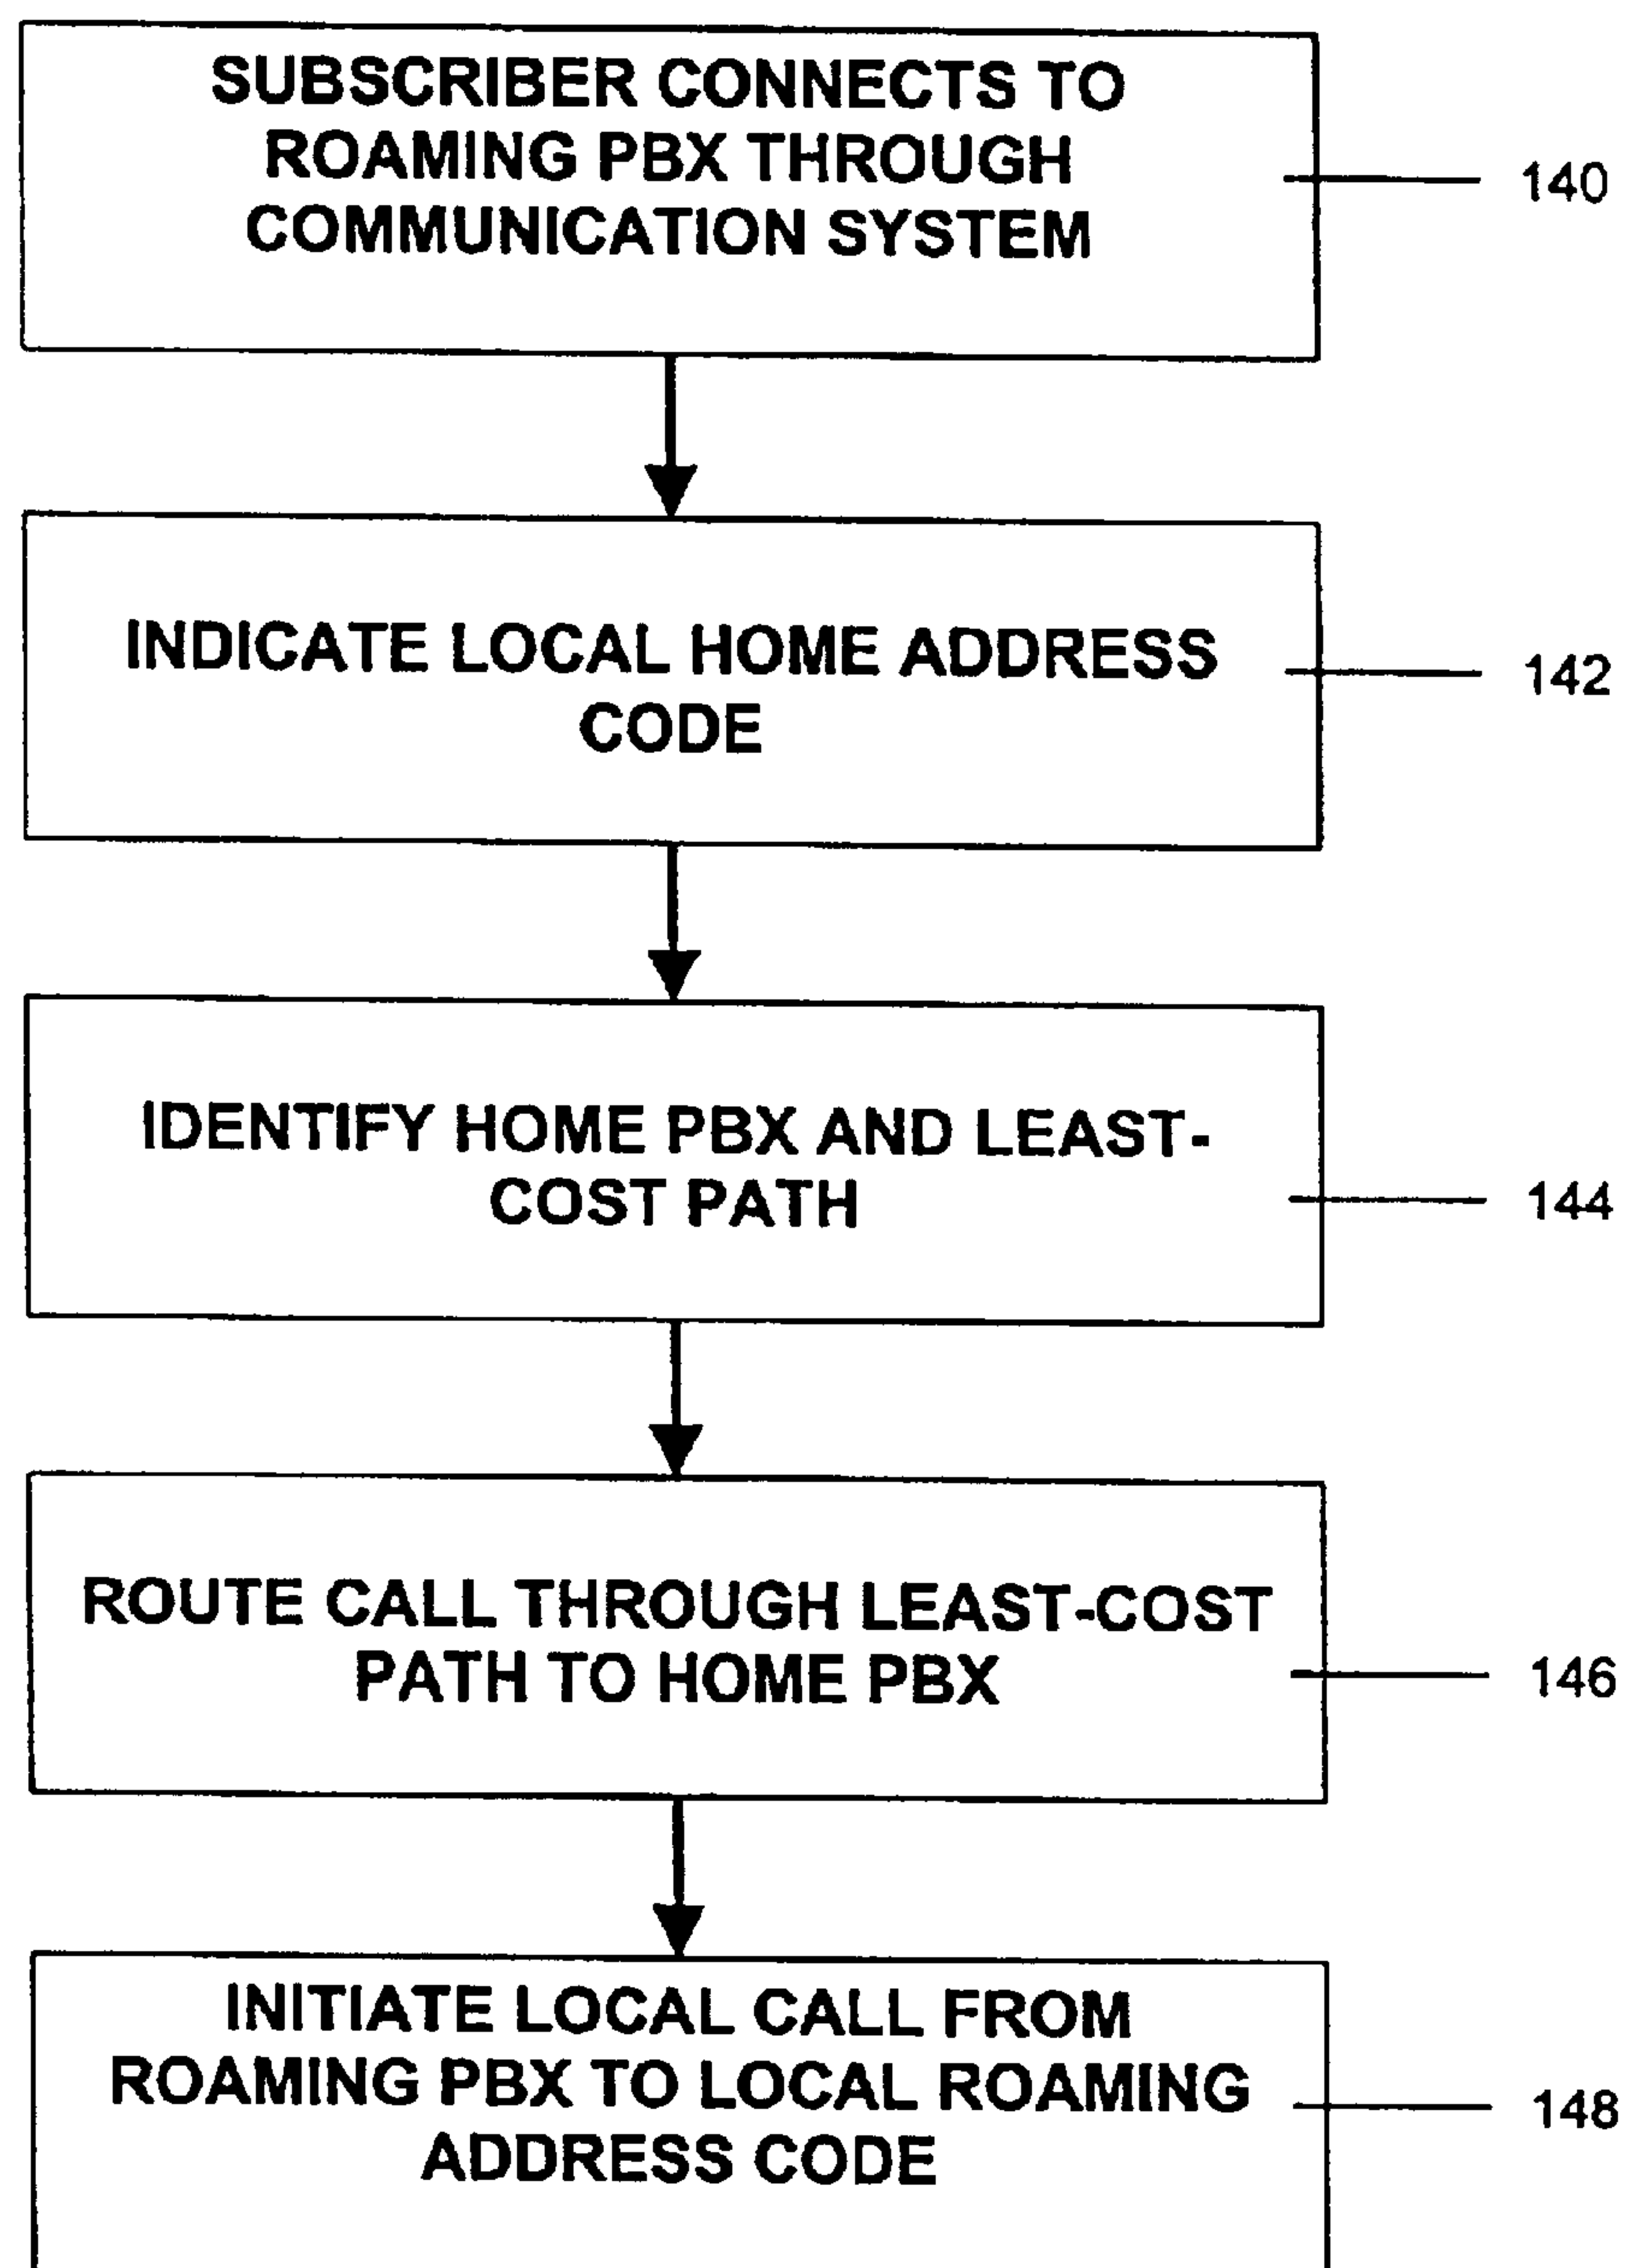 SUBSCRIBER CONNECTS TO
ROAMING PBX THROUGH
COMMUNICATION SYSTEM
140
INDICATE LOCAL HOME ADDRESS
CODE
142
IDENTIFY HOME PBX AND LEAST-
COST PATH
144
ROUTE CALL THROUGH LEAST-COST
PATH TO HOME PBX
146
INITIATE LOCAL CALL FROM
ROAMING PBX TO LOCAL ROAMING
ADDRESS CODE
148